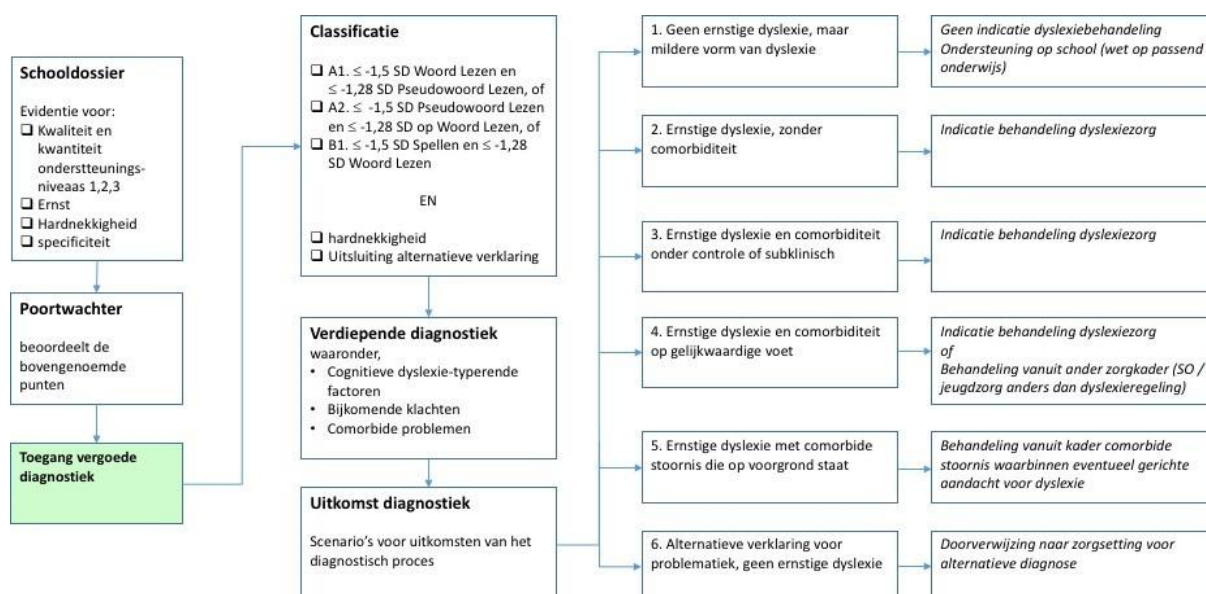 Schooldossier
Evidentie voor:
❑ Kwaliteit en
kwantiteit
onderstteunings-
niveaas 1,2,3
❑ Ernst
❑ Hardnekkigheid
❑ specificiteit
Poortwachter
beoordeelt de
bovengenoemde
punten
Toegang vergoede
diagnostiek
Classificatie
❑ A1. ≤ -1,5 SD Woord Lezen en
≤ -1,28 SD Pseudowoord Lezen, of
❑ A2. ≤ -1,5 SD Pseudowoord Lezen
en ≤ -1,28 SD op Woord Lezen, of
❑ B1. ≤ -1,5 SD Spellen en ≤ -1,28
SD Woord Lezen
EN
❑ hardnekkigheid
❑ Uitsluiting alternatieve verklaring
Verdiepende diagnostiek
waaronder,
• Cognitieve dyslexie-typerende
factoren
• Bijkomende klachten
• Comorbide problemen
Uitkomst diagnostiek
Scenario's voor uitkomsten van het
diagnostisch proces
1. Geen ernstige dyslexie, maar
mildere vorm van dyslexie
Geen indicatie dyslexiebehandeling
Ondersteuning op school (wet op passend
onderwijs)
2. Ernstige dyslexie, zonder
comorbiditeit
Indicatie behandeling dyslexiezorg
3. Ernstige dyslexie en comorbiditeit
onder controle of subklinisch
Indicatie behandeling dyslexiezorg
4. Ernstige dyslexie en comorbiditeit
op gelijkwaardige voet
Indicatie behandeling dyslexiezorg
of
Behandeling vanuit ander zorgkader (SO /
jeugdzorg anders dan dyslexieregeling)
5. Ernstige dyslexie met comorbide
stoornis die op voorgrond staat
Behandeling vanuit kader comorbide
stoornis waarbinnen eventueel gerichte
aandacht voor dyslexie
6. Alternatieve verklaring voor
problematiek, geen ernstige dyslexie
Doorverwijzing naar zorgsetting voor
alternatieve diagnose